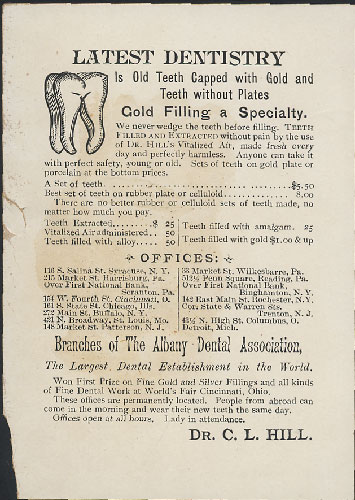 LATEST DENTISTRY
Is Old Teeth Capped with Gold and
Teeth without Plates
Gold Filling a Specialty.
We never wedge the teeth before filling. TEETH
FILLED AND EXTRACTED without pain by the use
of DR. HILL'S Vitalized Air, made fresh every
day and perfectly harmless. Anyone can take it
with perfect safety, young or old. Sets of teeth on gold plate or
porcelain at the bottom prices.
A Set of teeth $5.50
Best set of teeth on rubber plate or celluloid 8.00
There are no better rubber or celluloid sets of teeth made, no
matter how much you pay.
Teeth Extracted $ 25
Vitalized Air administered 50
Teeth filled with alloy 50
Teeth filled with amalgam. 25
Teeth filled with gold $1.00 & up
OFFICES:
116 S. Salina St. Syracuse, N. Y.
215 Market St. Harrisburg, Pa.
Over First National Bank,
Scranton, Pa.
154 W. Fourth St. Cincinnati, O.
161 S. State St. Chicago, Ills.
272 Main St. Buffalo, N. Y.
421 N. Broadway, St. Louis, Mo.
148 Market St. Patterson, N. J.
36 Market St. Wilkesbarre, Pa.
512½ Penn Square, Reading, Pa.
Over First National Bank,
Binghamton, N. Y.
142 East Main St. Rochester, N. Y.
Cor. State & Warren Sts.
Trenton, N. J.
43½ N. High St. Columbus, O.
Detroit, Mich.
Branches of The Albany Dental Association,
The Largest Dental Establishment in the World.
Won First Prize on Fine Gold and Silver Fillings and all kinds
of Fine Dental Work at World's Fair Cincinnati, Ohio.
These offices are permanently located. People from abroad can
come in the morning and wear their new teeth the same day.
Offices open at all hours. Lady in attendance.
DR. C. L. HILL.